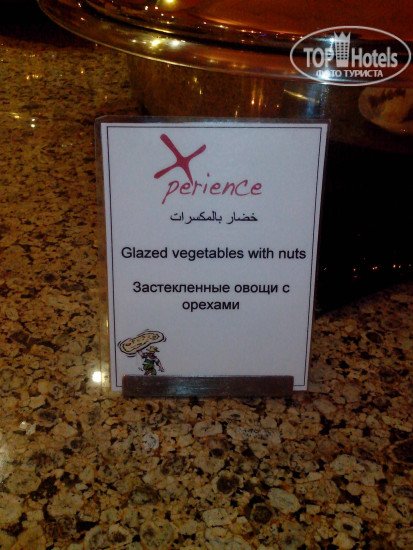 TOP Hotels
ФОТО ТУРИСТА
Xperience
خضار بالمكسرات
Glazed vegetables with nuts
Застекленные овощи с
орехами